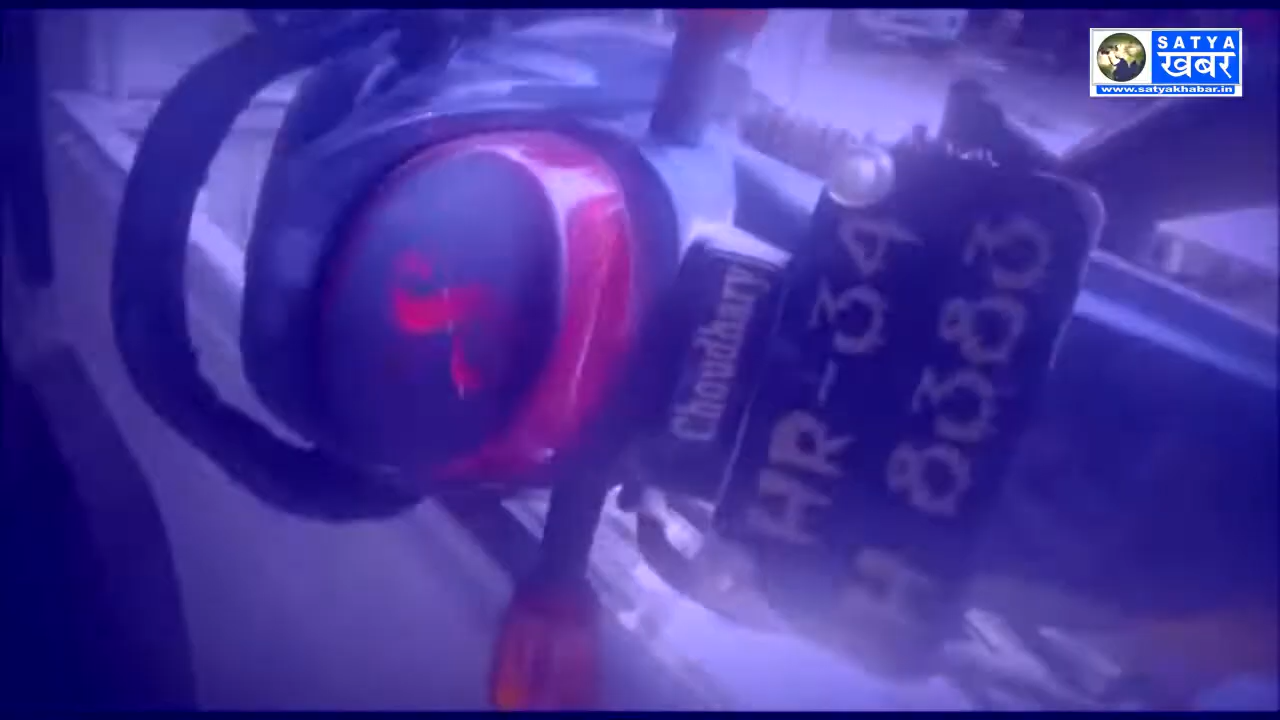 SATYA
खबर
www.satyakhabar.in
Choudhary
HR-34
H 8383